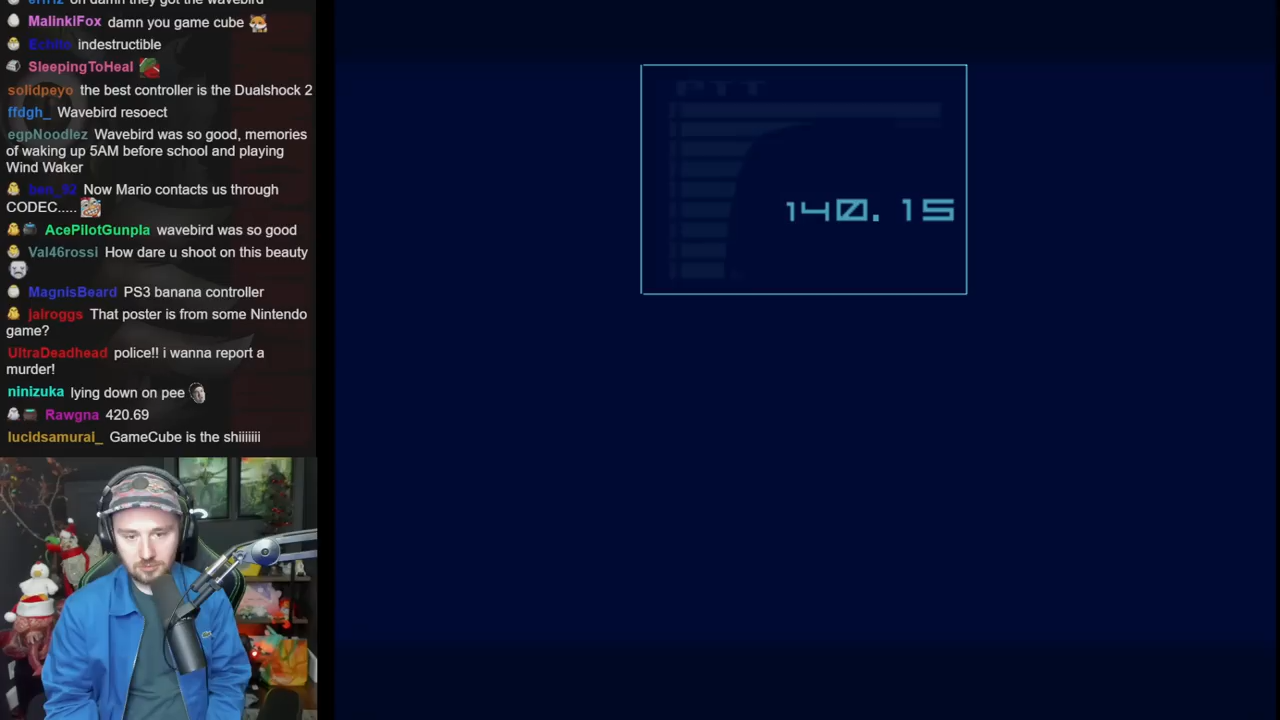 MalinkiFox damn you game cube
Echilo indestructible
SleepingToHeal
solidpeyo the best controller is the Dualshock 2
ffdgh_ Wavebird resoect
egpNoodlez Wavebird was so good, memories
of waking up 5AM before school and playing
Wind Waker
ben_92 Now Mario contacts us through
CODEC.....
AcePilotGunpla wavebird was so good
Val46rossi How dare u shoot on this beauty
MagnisBeard PS3 banana controller
jalroggs That poster is from some Nintendo
game?
UltraDeadhead police!! i wanna report a
murder!
ninizuka lying down on pee
Rawgna 420.69
lucidsamurai_ GameCube is the shiiiiiii
PTT
140.15